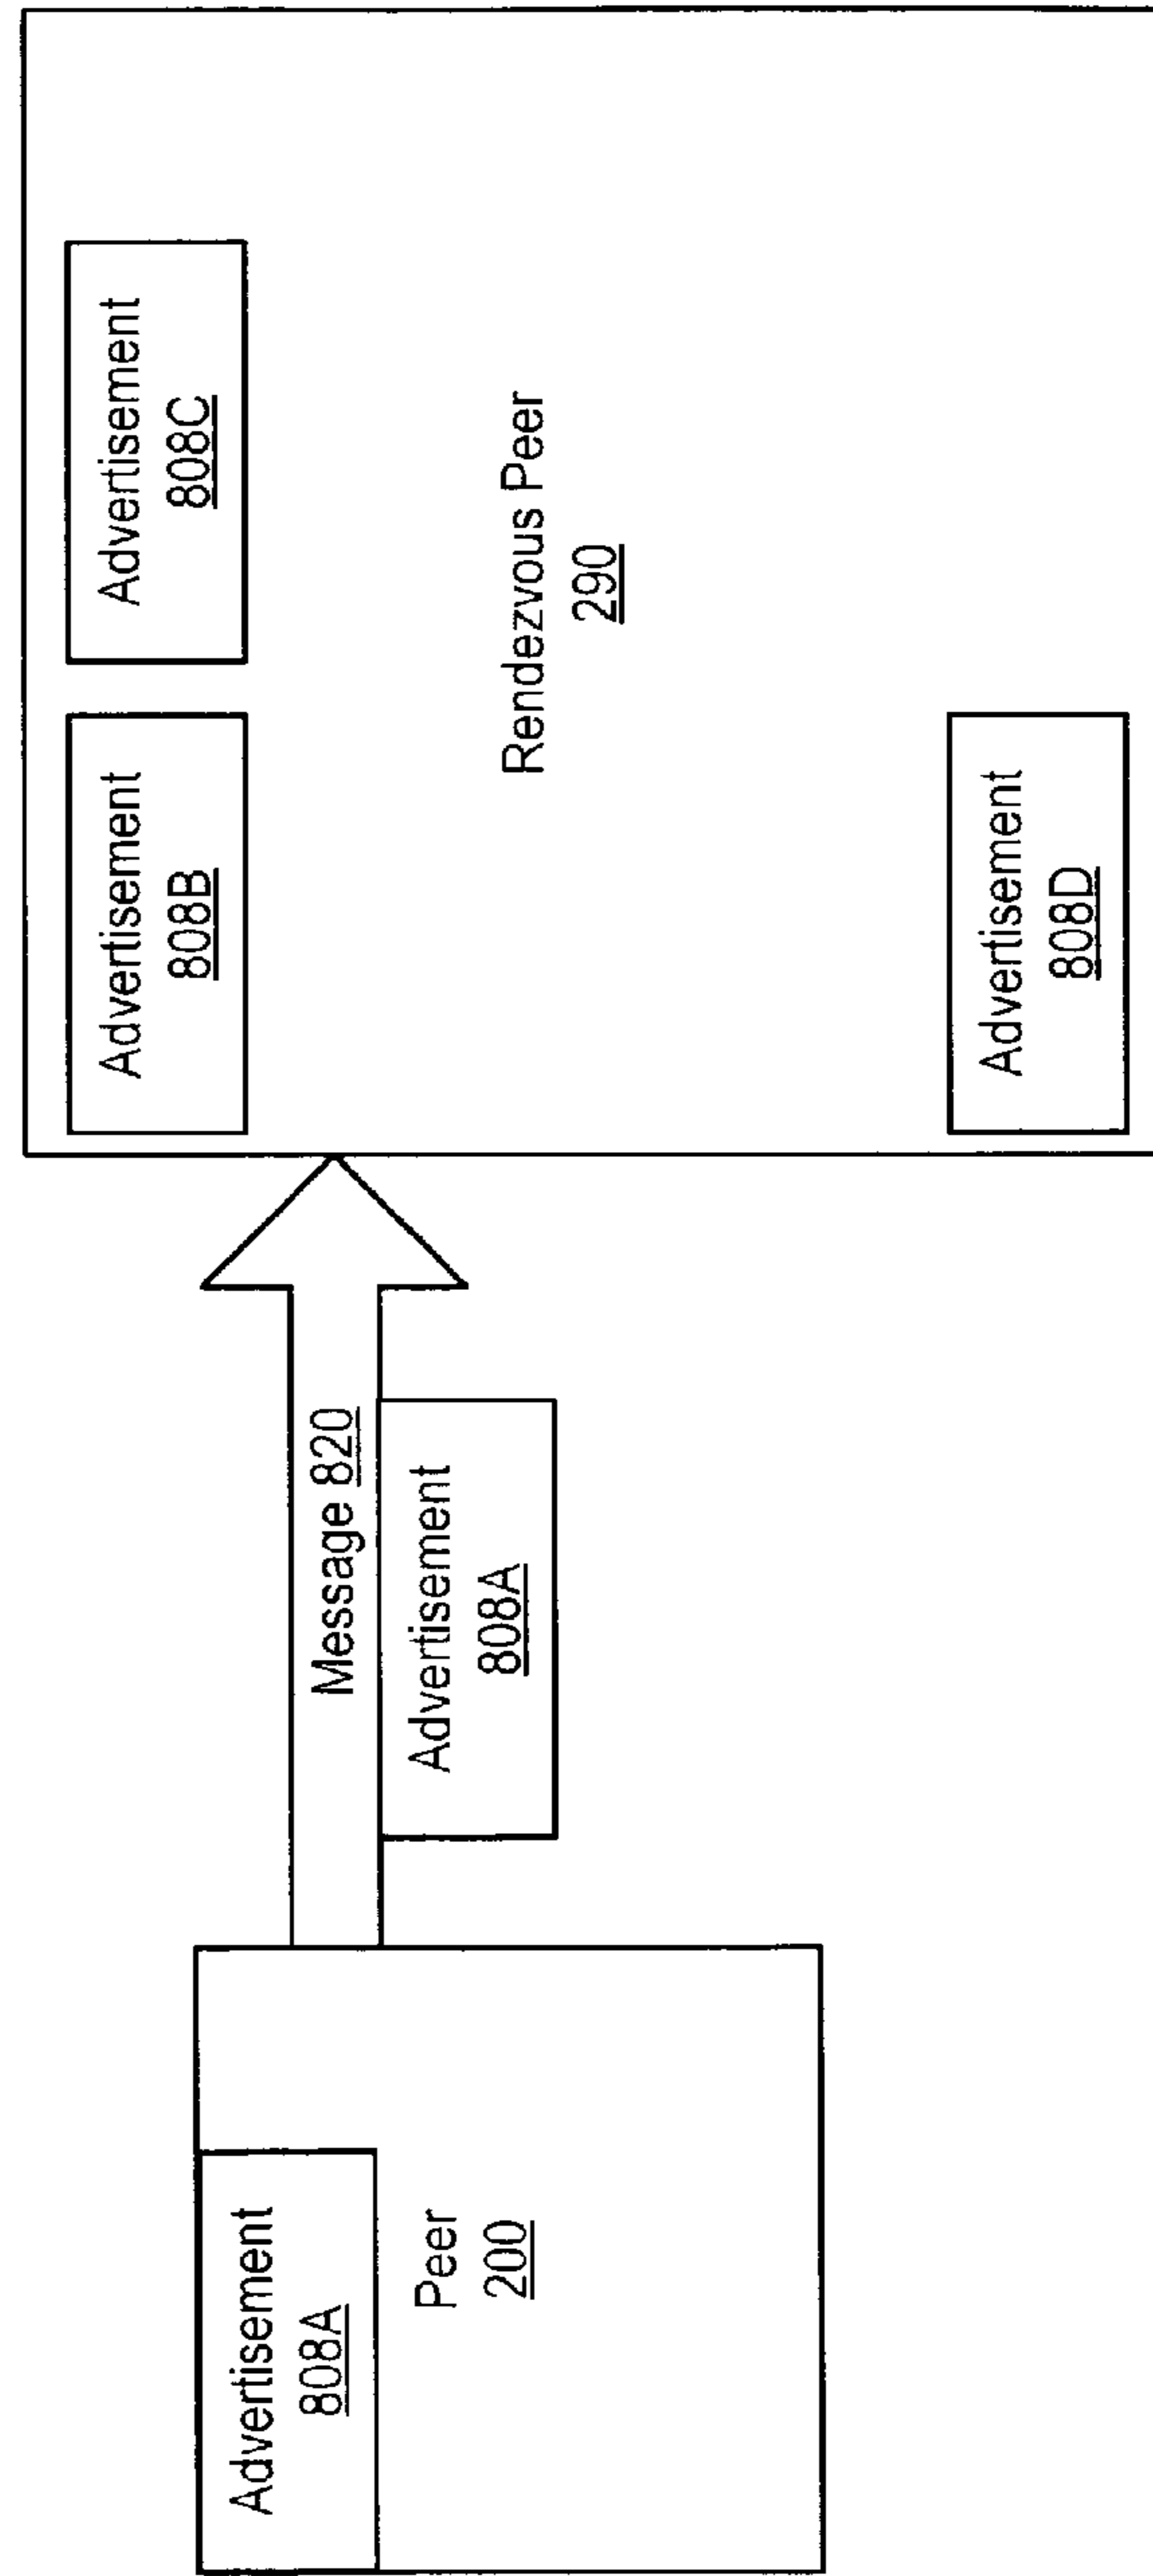 Advertisement
808A
Peer
200
Message 820
Advertisement
808A
Advertisement
808B
Advertisement
808C
Rendezvous Peer
290
Advertisement
808D